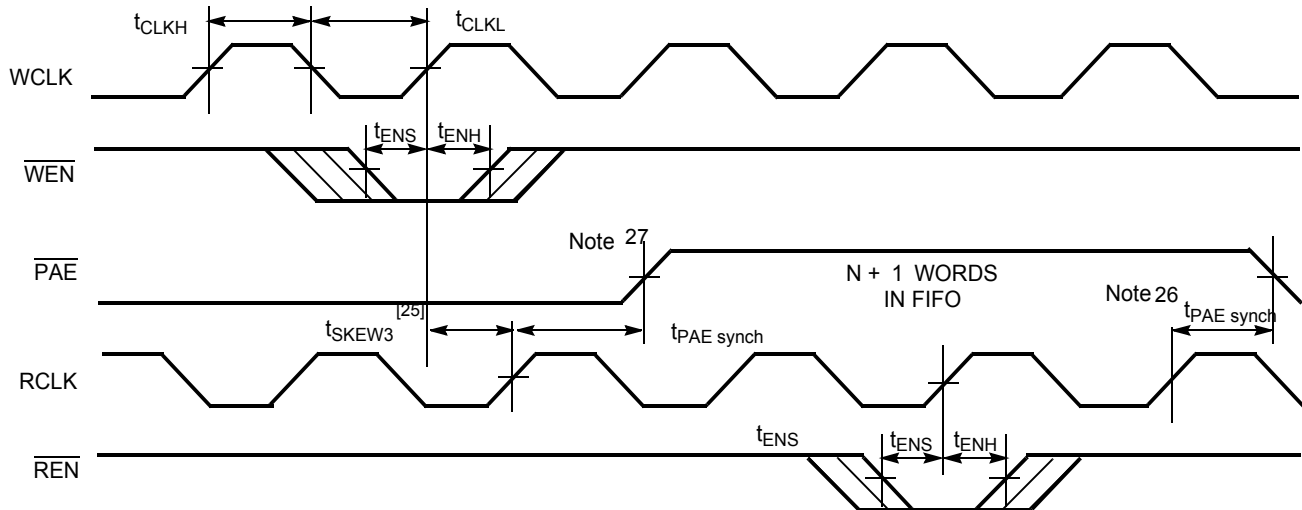 tCLKH
tCLKL
WCLK
tENS
tENH
WEN
Note 27
PAE
N + 1 WORDS
IN FIFO
Note 26
[25]
tSKEW3
tPAE synch
tPAE synch
RCLK
tENS
tENS
tENH
REN